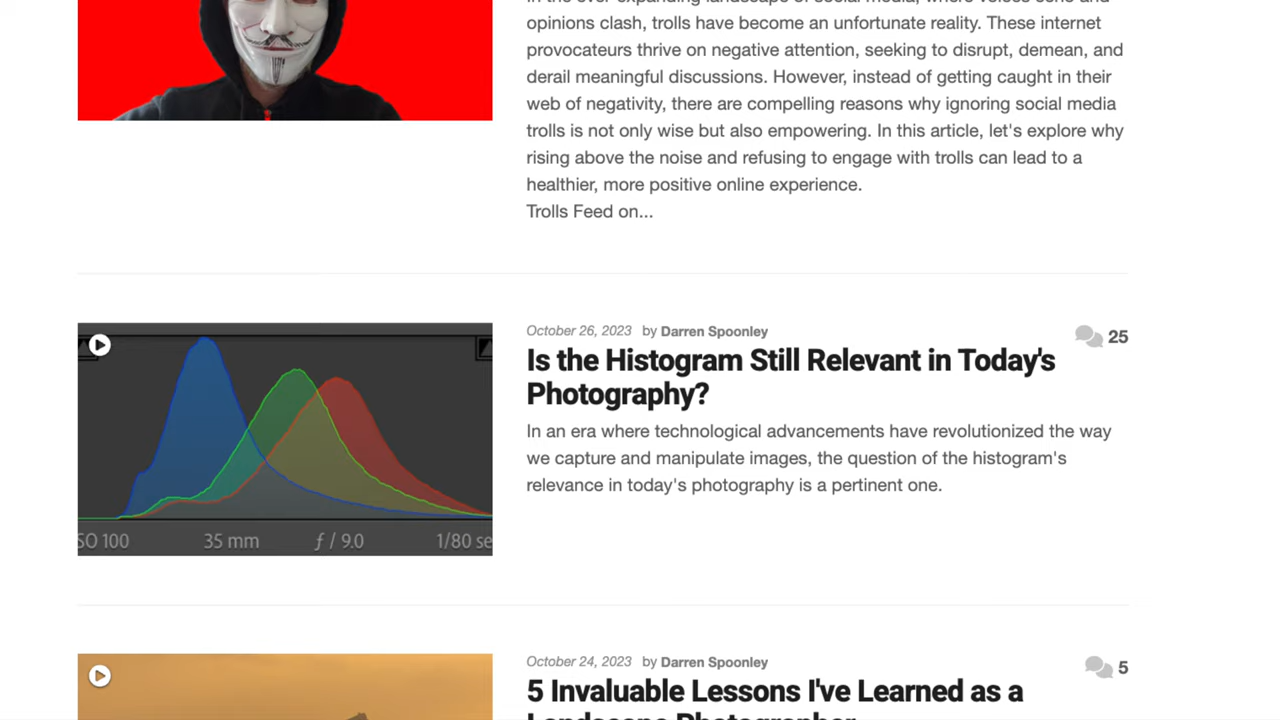 opinions clash, trolls have become an unfortunate reality. These internet
provocateurs thrive on negative attention, seeking to disrupt, demean, and
derail meaningful discussions. However, instead of getting caught in their
web of negativity, there are compelling reasons why ignoring social media
trolls is not only wise but also empowering. In this article, let's explore why
rising above the noise and refusing to engage with trolls can lead to a
healthier, more positive online experience.
Trolls Feed on...
October 26, 2023 by Darren Spoonley
25
Is the Histogram Still Relevant in Today's
Photography?
In an era where technological advancements have revolutionized the way
we capture and manipulate images, the question of the histogram's
relevance in today's photography is a pertinent one.
SO 100 35 mm ƒ / 9.0 1/80 se
October 24, 2023 by Darren Spoonley
5
5 Invaluable Lessons I've Learned as a
Landscape Photographer